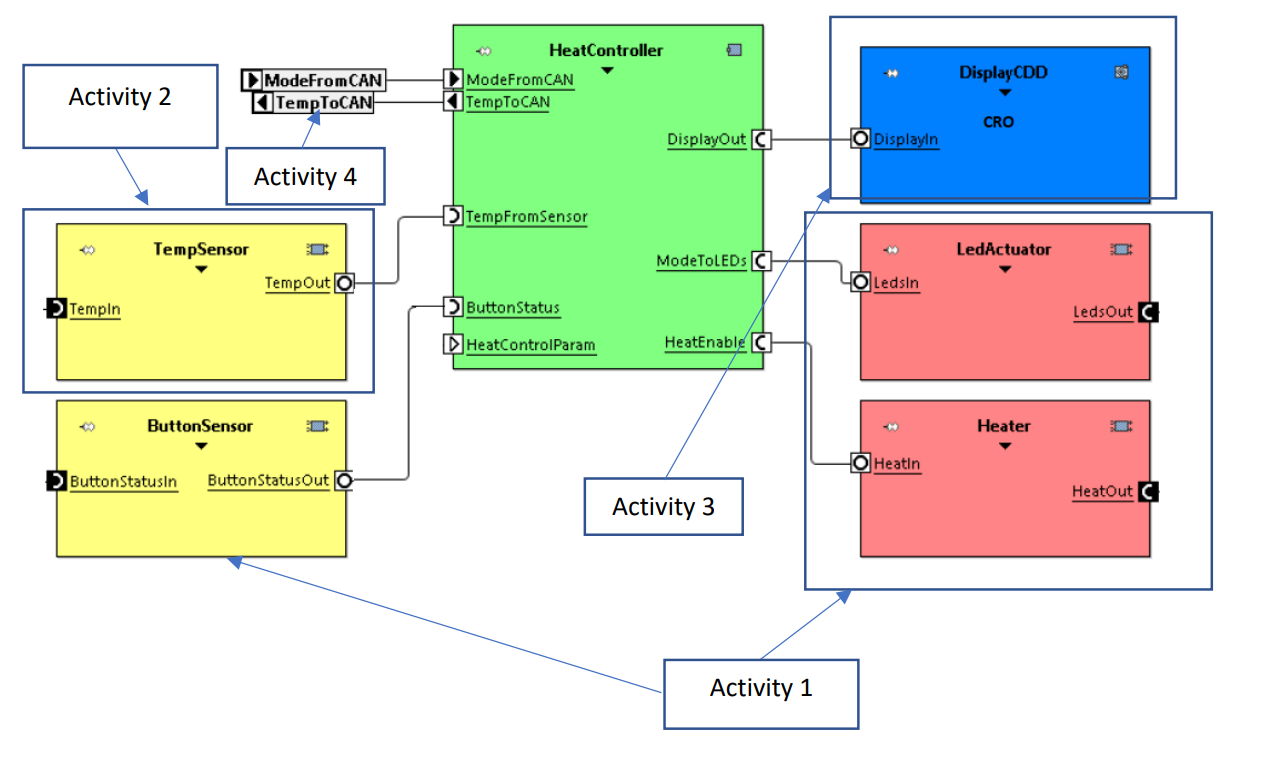 HeatController
ModeFromCAN
ModeFromCAN
TempToCAN
TempToCAN
DisplayOut
TempFromSensor
ModeToLEDs
ButtonStatus
HeatControlParam
HeatEnable
Activity 2
Activity 4
TempSensor
TempOut
TempIn
ButtonSensor
ButtonStatusIn
ButtonStatusOut
DisplayCDD
CRO
DisplayIn
LedActuator
LedsIn
LedsOut
Heater
HeatIn
HeatOut
Activity 3
Activity 1